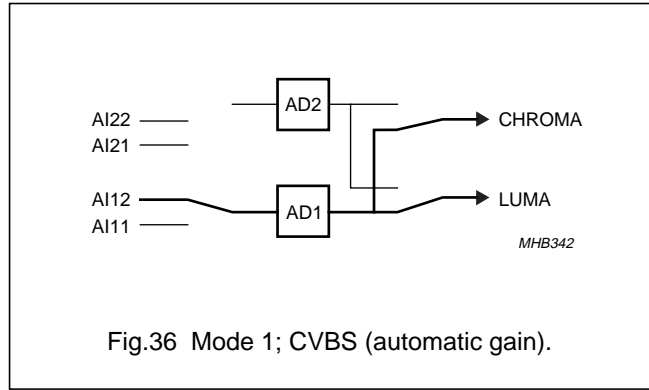 AD2
AI22
CHROMA
AI21
AI12
AD1
LUMA
AI11
MHB342
Fig.36 Mode 1; CVBS (automatic gain).